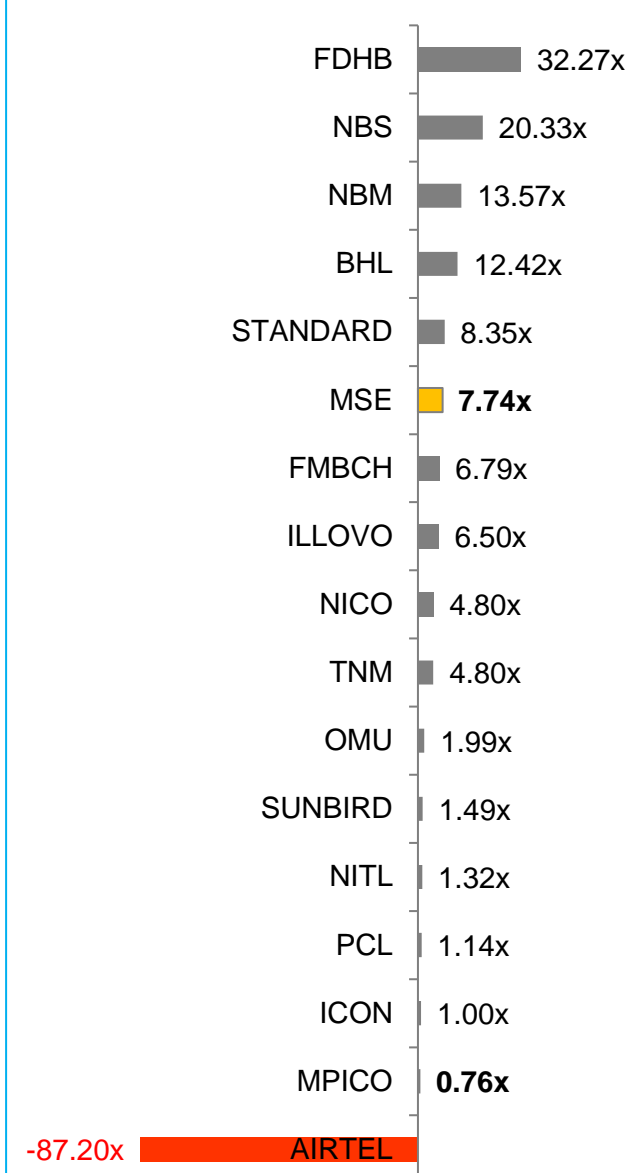 FDHB 32.27x
NBS 20.33x
NBM 13.57x
BHL 12.42x
STANDARD 8.35x
MSE 7.74x
FMBCH 6.79x
ILLOVO 6.50x
NICO 4.80x
TNM 4.80x
OMU 1.99x
SUNBIRD 1.49x
NITL 1.32x
PCL 1.14x
ICON 1.00x
MPICO 0.76x
-87.20x AIRTEL